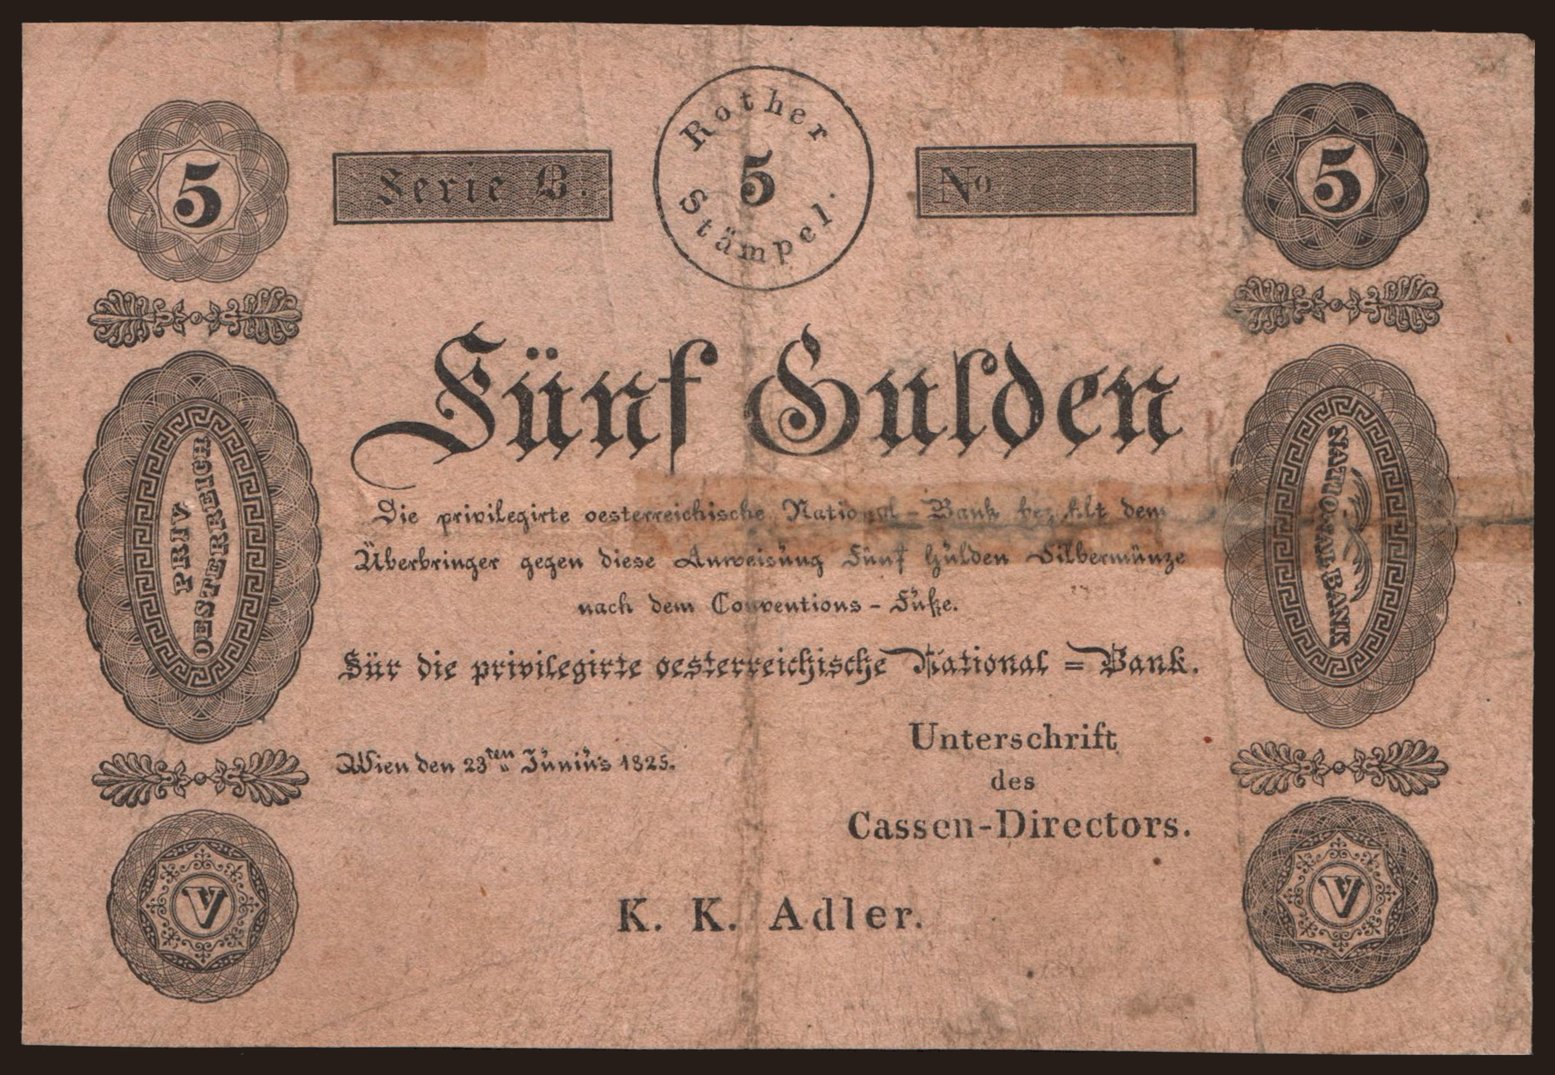 5
Serie B.
Rother
5
Stämpel.
No
5
Fünf Gulden
Die privilegirte oesterreichische National-Bank bezahlt dem
Überbringer gegen diese Anweisung Fünf Gulden Silbermünze
nach dem Conventions-Fuße.
Für die privilegirte oesterreichische National=Bank.
Wien den 23ten Junius 1825.
Unterschrift
des
Cassen-Directors.
K. K. Adler.
PRIV
OESTERREICH
NATIONAL BANK
V
V